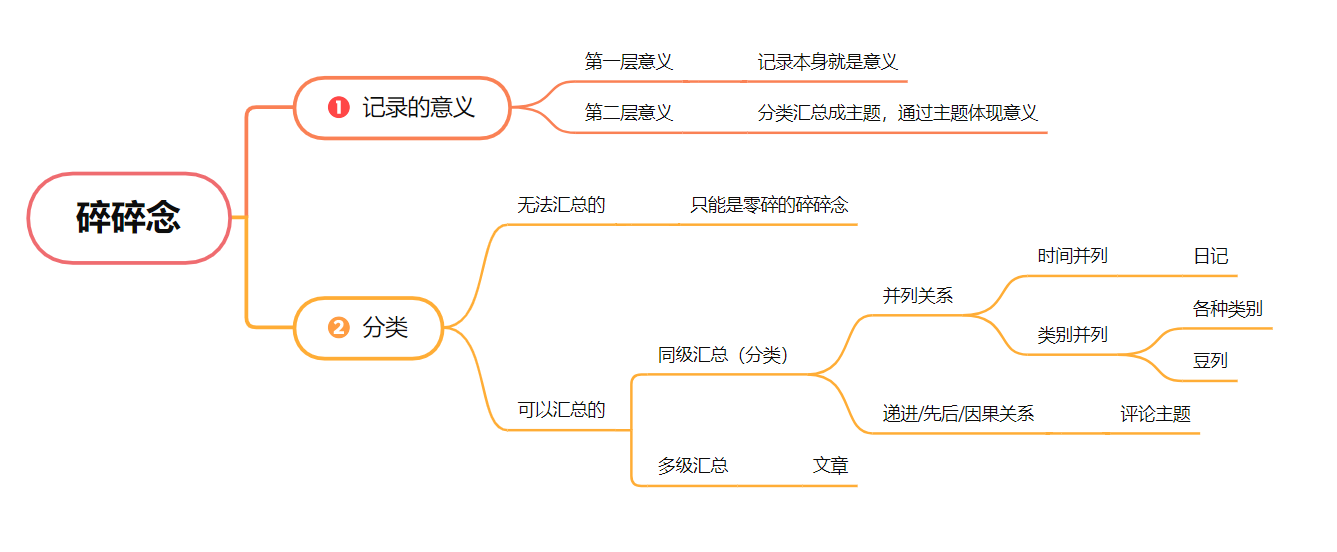 碎碎念
1 记录的意义
第一层意义
记录本身就是意义
第二层意义
分类汇总成主题，通过主题体现意义
2 分类
无法汇总的
只能是零碎的碎碎念
可以汇总的
同级汇总（分类）
并列关系
时间并列
日记
类别并列
各种类别
豆列
递进/先后/因果关系
评论主题
多级汇总
文章